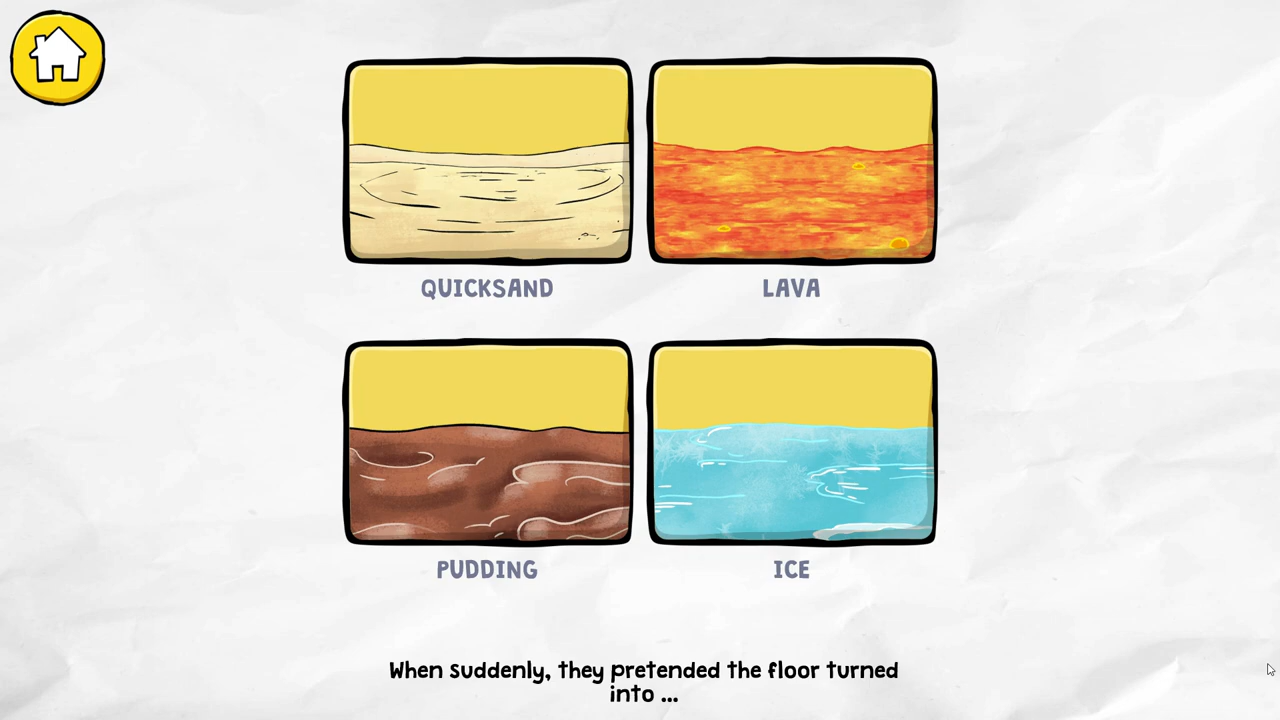 QUICKSAND
LAVA
PUDDING
ICE
When suddenly, they pretended the floor turned
into ...